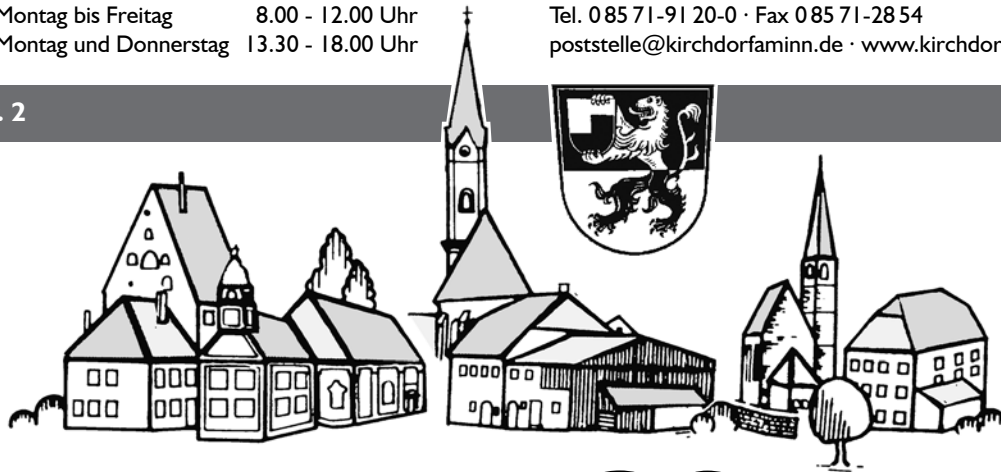 Montag bis Freitag 8.00 - 12.00 Uhr
Montag und Donnerstag 13.30 - 18.00 Uhr
Tel. 0 85 71-91 20-0 · Fax 0 85 71-28 54
poststelle@kirchdorfaminn.de · www.kirchdor
. 2